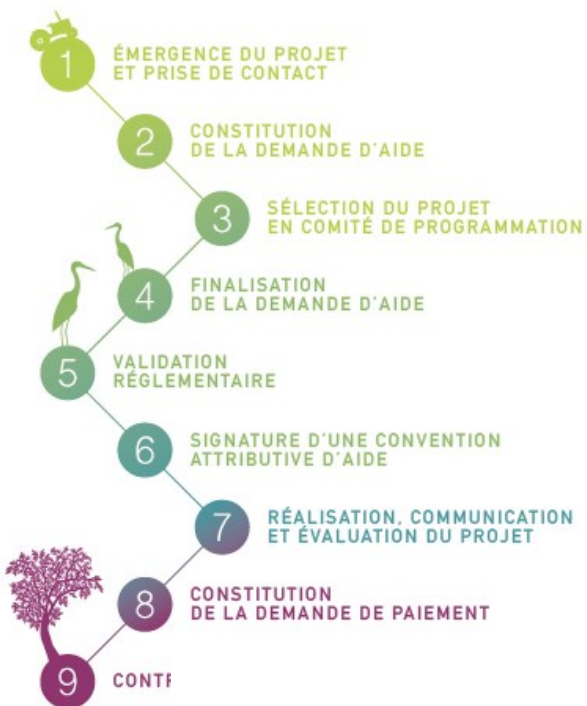 1 ÉMERGENCE DU PROJET
ET PRISE DE CONTACT
2 CONSTITUTION
DE LA DEMANDE D'AIDE
3 SÉLECTION DU PROJET
EN COMITÉ DE PROGRAMMATION
4 FINALISATION
DE LA DEMANDE D'AIDE
5 VALIDATION
RÉGLEMENTAIRE
6 SIGNATURE D'UNE CONVENTION
ATTRIBUTIVE D'AIDE
7 RÉALISATION, COMMUNICATION
ET ÉVALUATION DU PROJET
8 CONSTITUTION
DE LA DEMANDE DE PAIEMENT
9